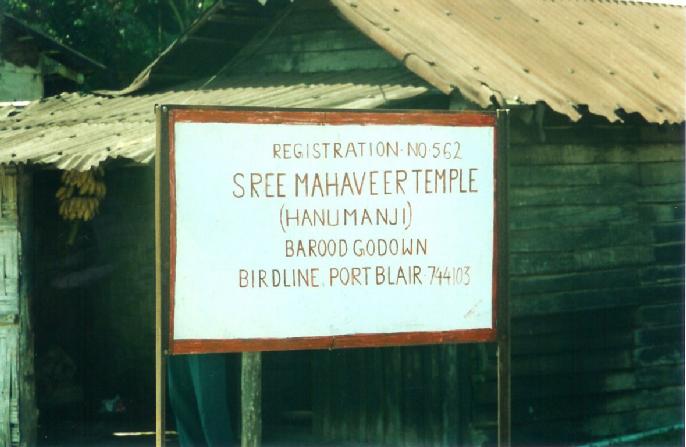 REGISTRATION·NO·562
SREE MAHAVEER TEMPLE
(HANUMANJI)
BAROOD GODOWN
BIRDLINE, PORT BLAIR·744103